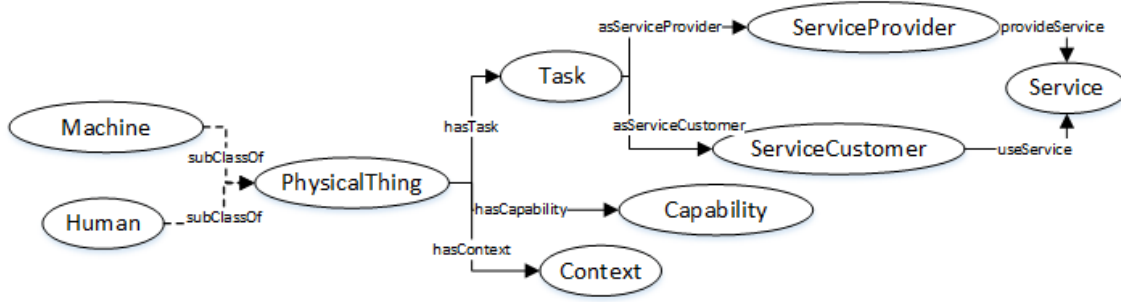 asServiceProvider
ServiceProvider
provideService
Task
Service
Machine
hasTask
asServiceCustomer
subClassOf
ServiceCustomer
useService
PhysicalThing
Human
subClassOf
hasCapability
Capability
hasContext
Context